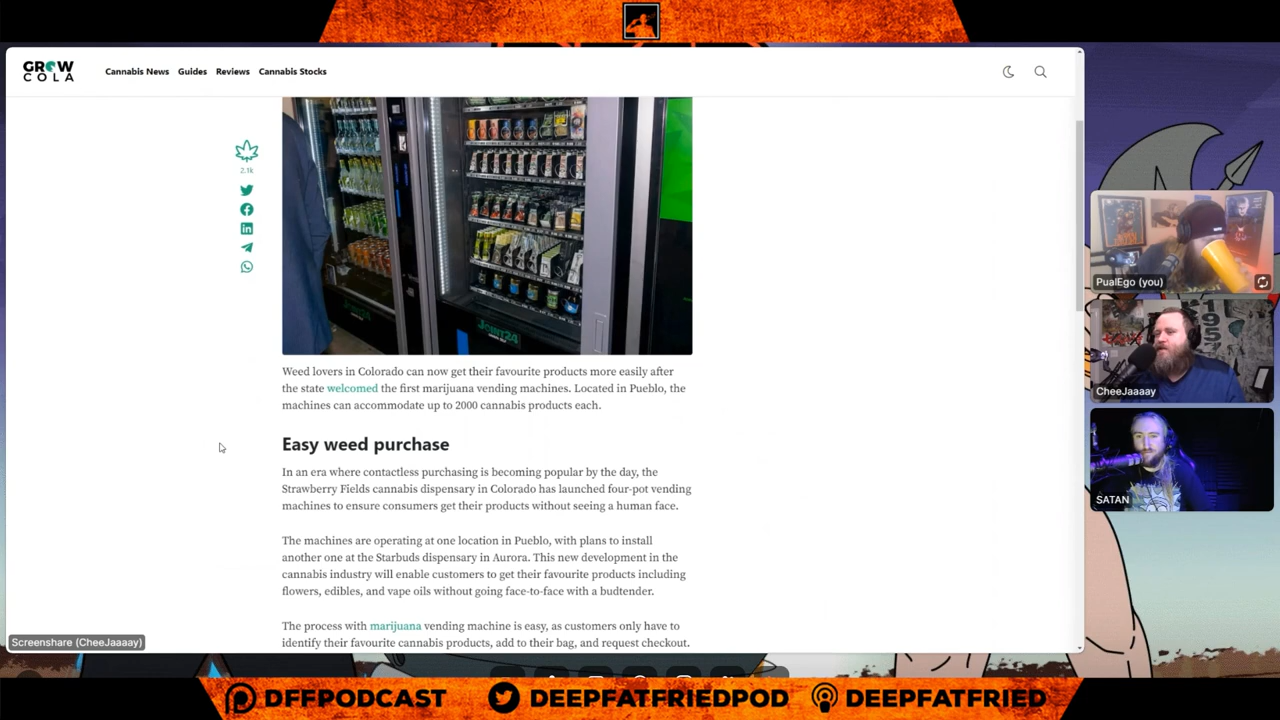 GROW
COLA
Cannabis News Guides Reviews Cannabis Stocks
2.1k
JOINT24
Weed lovers in Colorado can now get their favourite products more easily after
the state welcomed the first marijuana vending machines. Located in Pueblo, the
machines can accommodate up to 2000 cannabis products each.
Easy weed purchase
In an era where contactless purchasing is becoming popular by the day, the
Strawberry Fields cannabis dispensary in Colorado has launched four-pot vending
machines to ensure consumers get their products without seeing a human face.
The machines are operating at one location in Pueblo, with plans to install
another one at the Starbuds dispensary in Aurora. This new development in the
cannabis industry will enable customers to get their favourite products including
flowers, edibles, and vape oils without going face-to-face with a budtender.
The process with marijuana vending machine is easy, as customers only have to
identify their favourite cannabis products, add to their bag, and request checkout.
Screenshare (CheeJaaaay)
PualEgo (you)
CheeJaaaay
SATAN
DFFPODCAST DEEPFATFRIEDPOD DEEPFATFRIED